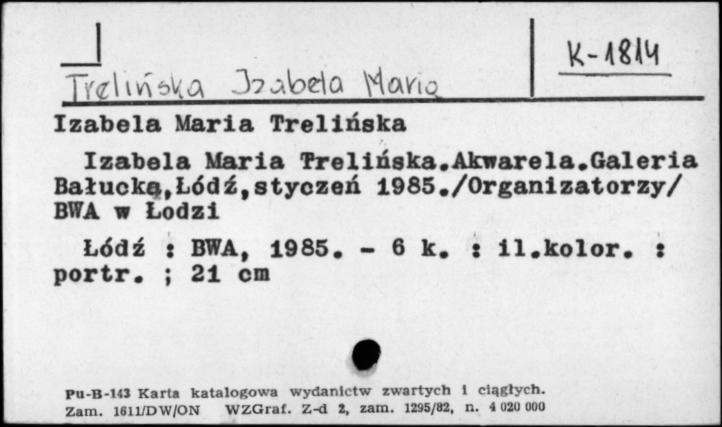 K-1814
Trelińska Izabela Maria
Izabela Maria Trelińska
Izabela Maria Trelińska.Akwarela.Galeria
Bałucką,Łódź,styczeń 1985./Organizatorzy/
BWA w Łodzi
Łódź : BWA, 1985. - 6 k. : il.kolor. :
portr. ; 21 cm
Pu-B-143 Karta katalogowa wydanictw zwartych i ciągłych.
Zam. 1611/DW/ON WZGraf. Z-d 2, zam. 1295/82, n. 4 020 000